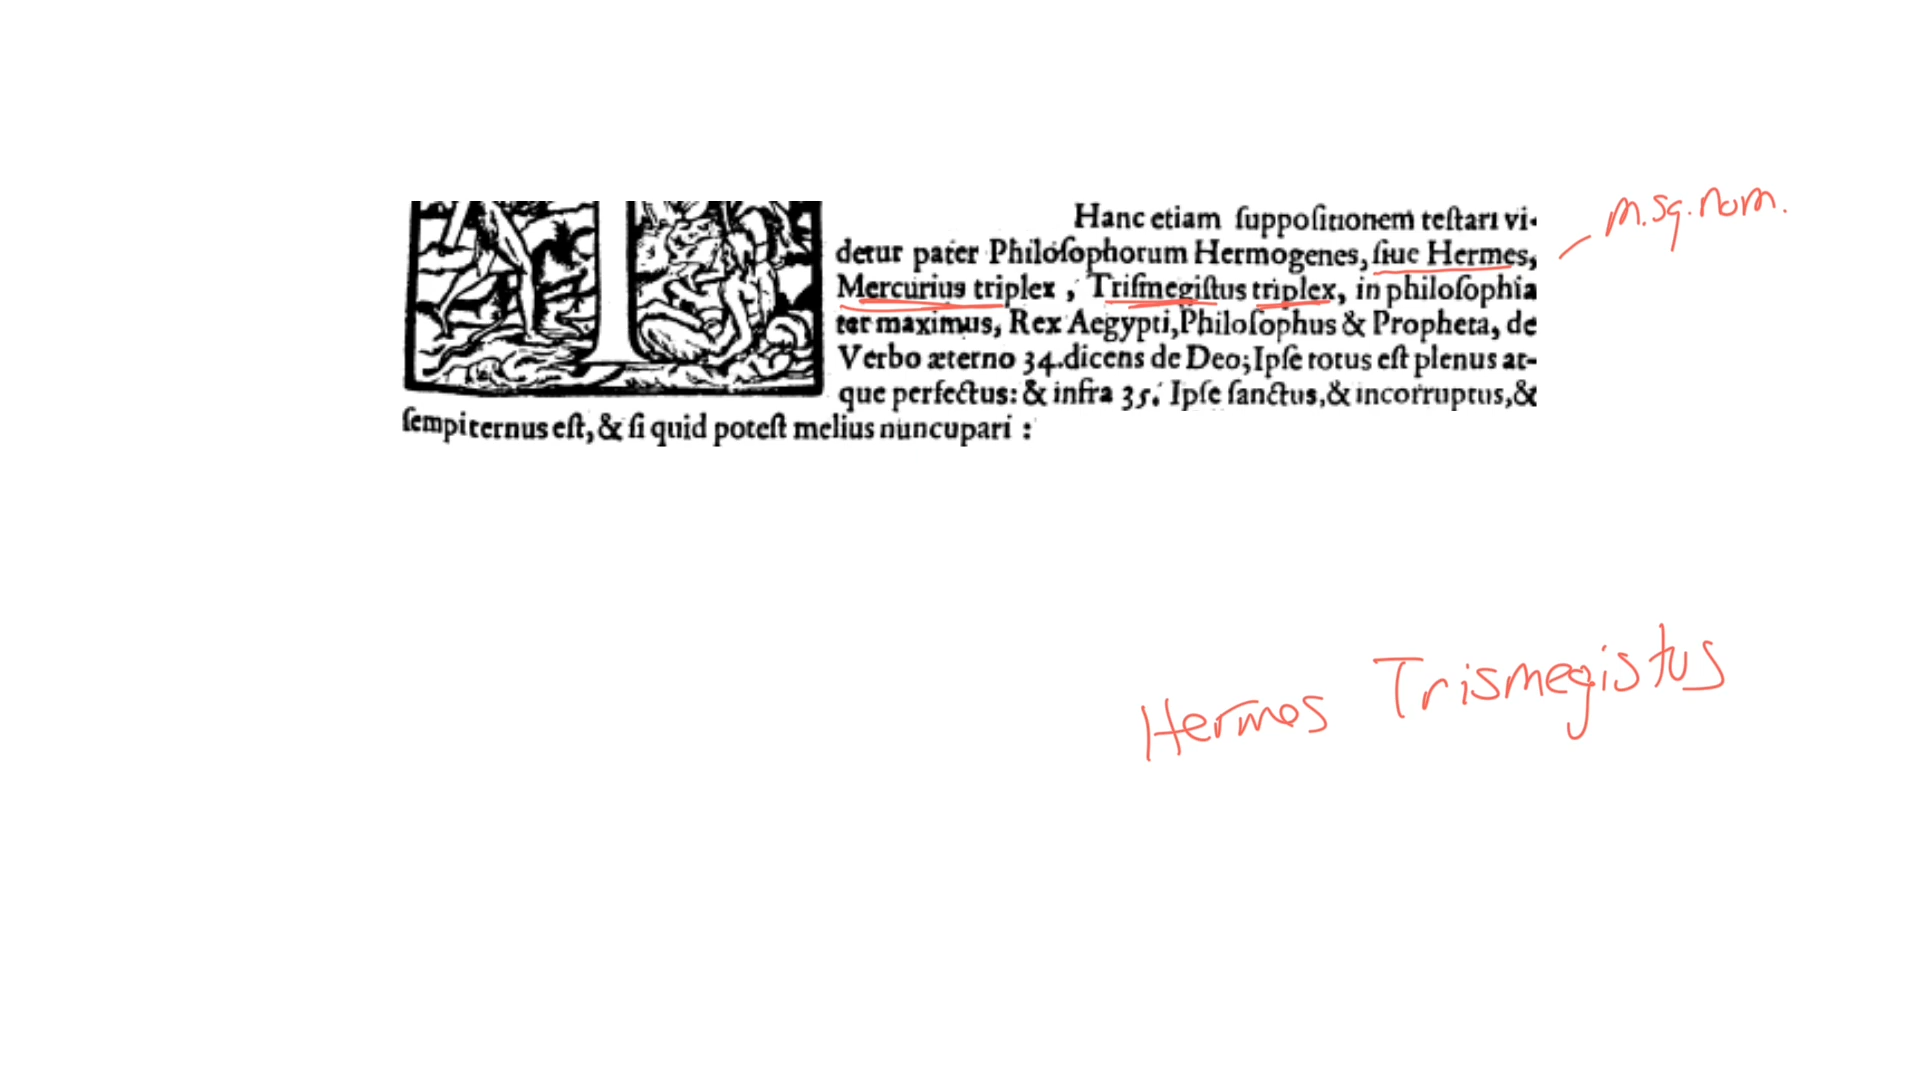 Hanc etiam ſuppoſitionem teſtari vi-
detur pater Philoſophorum Hermogenes, ſiue Hermes,
Mercurius triplex, Triſmegiſtus triplex, in philoſophia
ter maximus, Rex Aegypti, Philoſophus & Propheta, de
Verbo æterno 34. dicens de Deo; Ipſe totus eſt plenus at-
que perfectus: & infra 35. Ipſe ſanctus, & incorruptus, &
ſempiternus eſt, & ſi quid poteſt melius nuncupari :
m.sg.nom.
Hermes Trismegistus